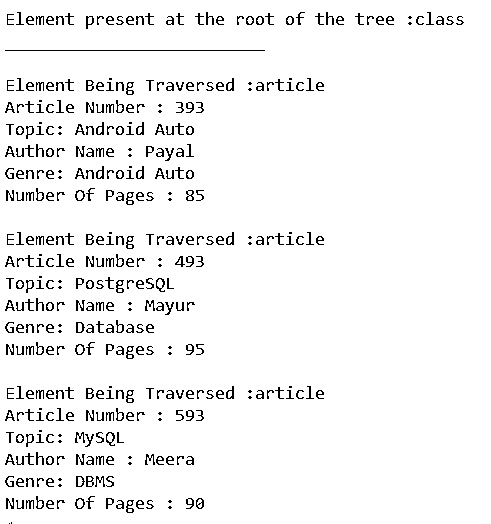 Element present at the root of the tree :class
__________________________
Element Being Traversed :article
Article Number : 393
Topic: Android Auto
Author Name : Payal
Genre: Android Auto
Number Of Pages : 85
Element Being Traversed :article
Article Number : 493
Topic: PostgreSQL
Author Name : Mayur
Genre: Database
Number Of Pages : 95
Element Being Traversed :article
Article Number : 593
Topic: MySQL
Author Name : Meera
Genre: DBMS
Number Of Pages : 90